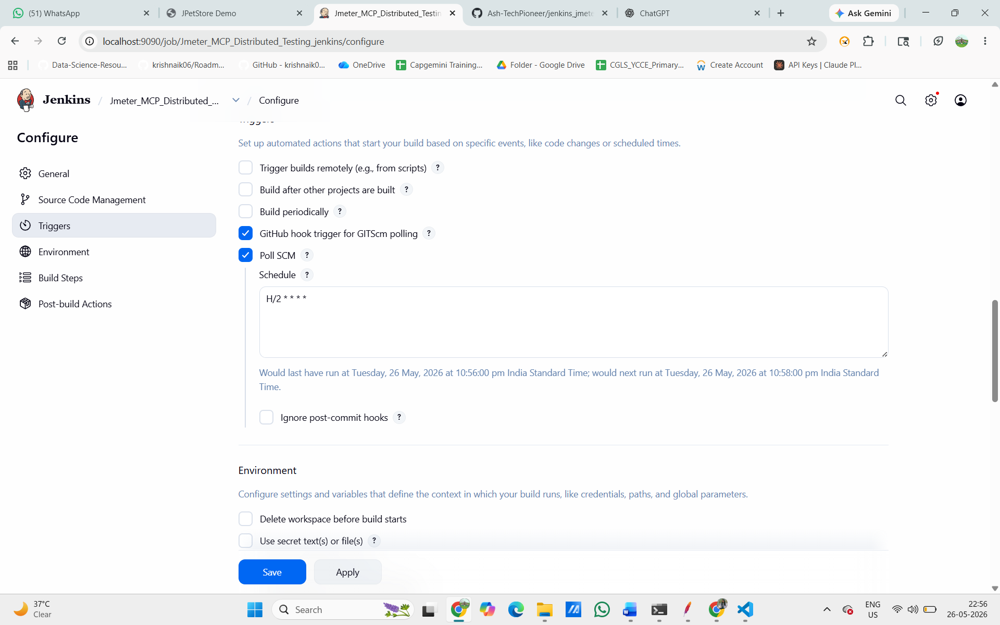 (51) WhatsApp
JPetStore Demo
Jmeter_MCP_Distributed_Testin
Ash-TechPioneer/jenkins_jmete
ChatGPT
Ask Gemini
localhost:9090/job/Jmeter_MCP_Distributed_Testing_jenkins/configure
Data-Science-Resou...
krishnaik06/Roadm...
GitHub - krishnaik0...
OneDrive
Capgemini Training...
Folder - Google Drive
CGLS_YCCE_Primary...
Create Account
API Keys | Claude Pl...
Jenkins / Jmeter_MCP_Distributed_... / Configure
Configure
General
Source Code Management
Triggers
Environment
Build Steps
Post-build Actions
Triggers
Set up automated actions that start your build based on specific events, like code changes or scheduled times.
Trigger builds remotely (e.g., from scripts) ?
Build after other projects are built ?
Build periodically ?
GitHub hook trigger for GITScm polling ?
Poll SCM ?
Schedule ?
H/2 * * * *
Would last have run at Tuesday, 26 May, 2026 at 10:56:00 pm India Standard Time; would next run at Tuesday, 26 May, 2026 at 10:58:00 pm India Standard
Time.
Ignore post-commit hooks ?
Environment
Configure settings and variables that define the context in which your build runs, like credentials, paths, and global parameters.
Delete workspace before build starts
Use secret text(s) or file(s) ?
Save
Apply
37°C
Clear
Search
ENG
US
22:56
26-05-2026